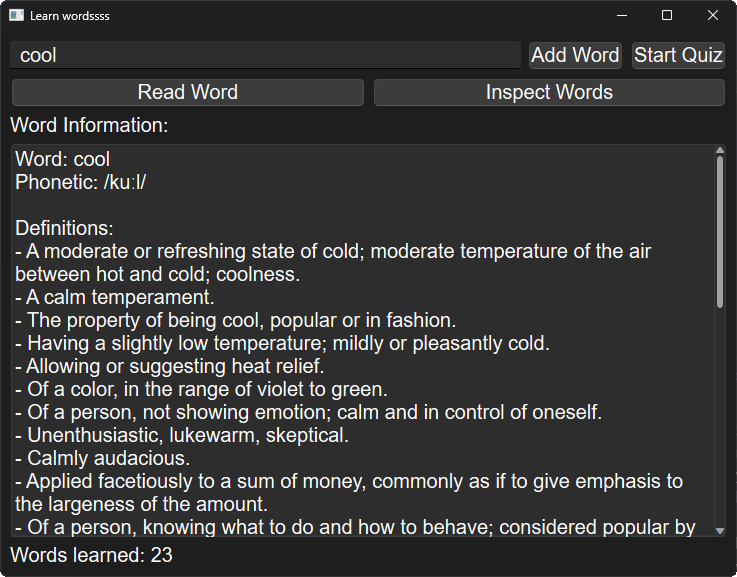 Learn wordssss
cool
Add Word
Start Quiz
Read Word
Inspect Words
Word Information:
Word: cool
Phonetic: /kuːl/
Definitions:
- A moderate or refreshing state of cold; moderate temperature of the air
between hot and cold; coolness.
- A calm temperament.
- The property of being cool, popular or in fashion.
- Having a slightly low temperature; mildly or pleasantly cold.
- Allowing or suggesting heat relief.
- Of a color, in the range of violet to green.
- Of a person, not showing emotion; calm and in control of oneself.
- Unenthusiastic, lukewarm, skeptical.
- Calmly audacious.
- Applied facetiously to a sum of money, commonly as if to give emphasis to
the largeness of the amount.
- Of a person, knowing what to do and how to behave; considered popular by
Words learned: 23